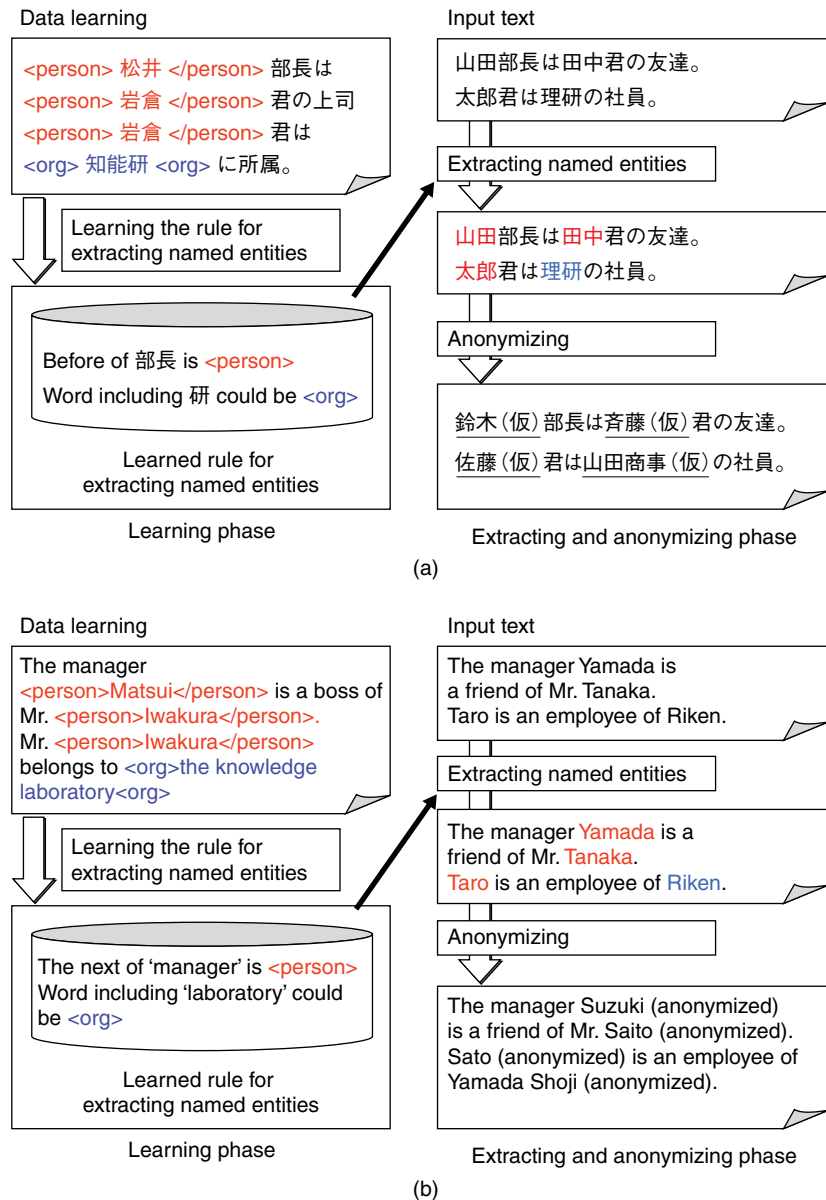 Data learning
<person> 松井 </person> 部長は
<person> 岩倉 </person> 君の上司
<person> 岩倉 </person> 君は
<org> 知能研 <org> に所属。
Learning the rule for
extracting named entities
Before of 部長 is <person>
Word including 研 could be <org>
Learned rule for
extracting named entities
Learning phase
Input text
山田部長は田中君の友達。
太郎君は理研の社員。
Extracting named entities
山田部長は田中君の友達。
太郎君は理研の社員。
Anonymizing
鈴木(仮)部長は斉藤(仮)君の友達。
佐藤(仮)君は山田商事(仮)の社員。
Extracting and anonymizing phase
(a)
Data learning
The manager
<person>Matsui</person> is a boss of
Mr. <person>Iwakura</person>.
Mr. <person>Iwakura</person>
belongs to <org>the knowledge
laboratory<org>
Learning the rule for
extracting named entities
The next of ‘manager’ is <person>
Word including ‘laboratory’ could
be <org>
Learned rule for
extracting named entities
Learning phase
Input text
The manager Yamada is
a friend of Mr. Tanaka.
Taro is an employee of Riken.
Extracting named entities
The manager Yamada is a
friend of Mr. Tanaka.
Taro is an employee of Riken.
Anonymizing
The manager Suzuki (anonymized)
is a friend of Mr. Saito (anonymized).
Sato (anonymized) is an employee of
Yamada Shoji (anonymized).
Extracting and anonymizing phase
(b)